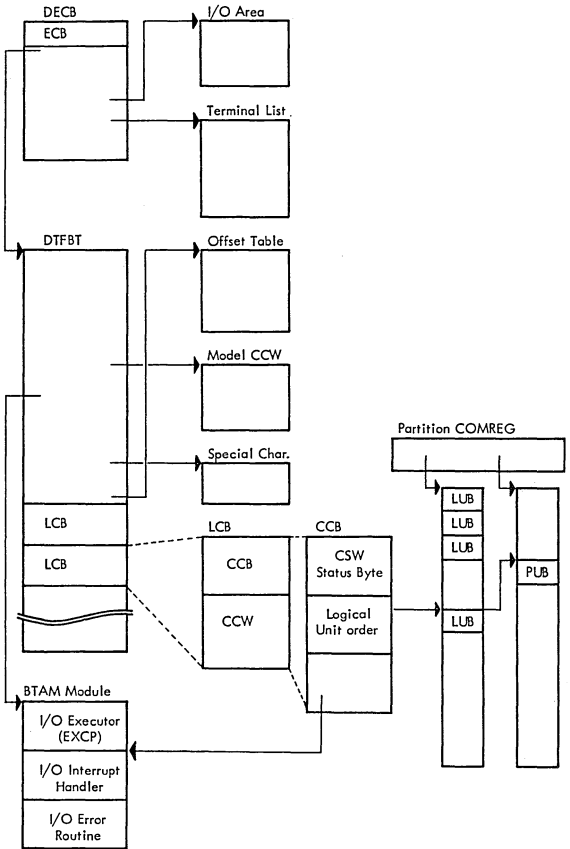 DECB
ECB
I/O Area
Terminal List.
DTFBT
Offset Table
Model CCW
Special Char.
LCB
LCB
Partition COMREG
LUB
LUB
LUB
PUB
LUB
LCB
CCB
CCB
CCW
CSW
Status Byte
Logical
Unit order
BTAM Module
I/O Executor
(EXCP)
I/O Interrupt
Handler
I/O Error
Routine